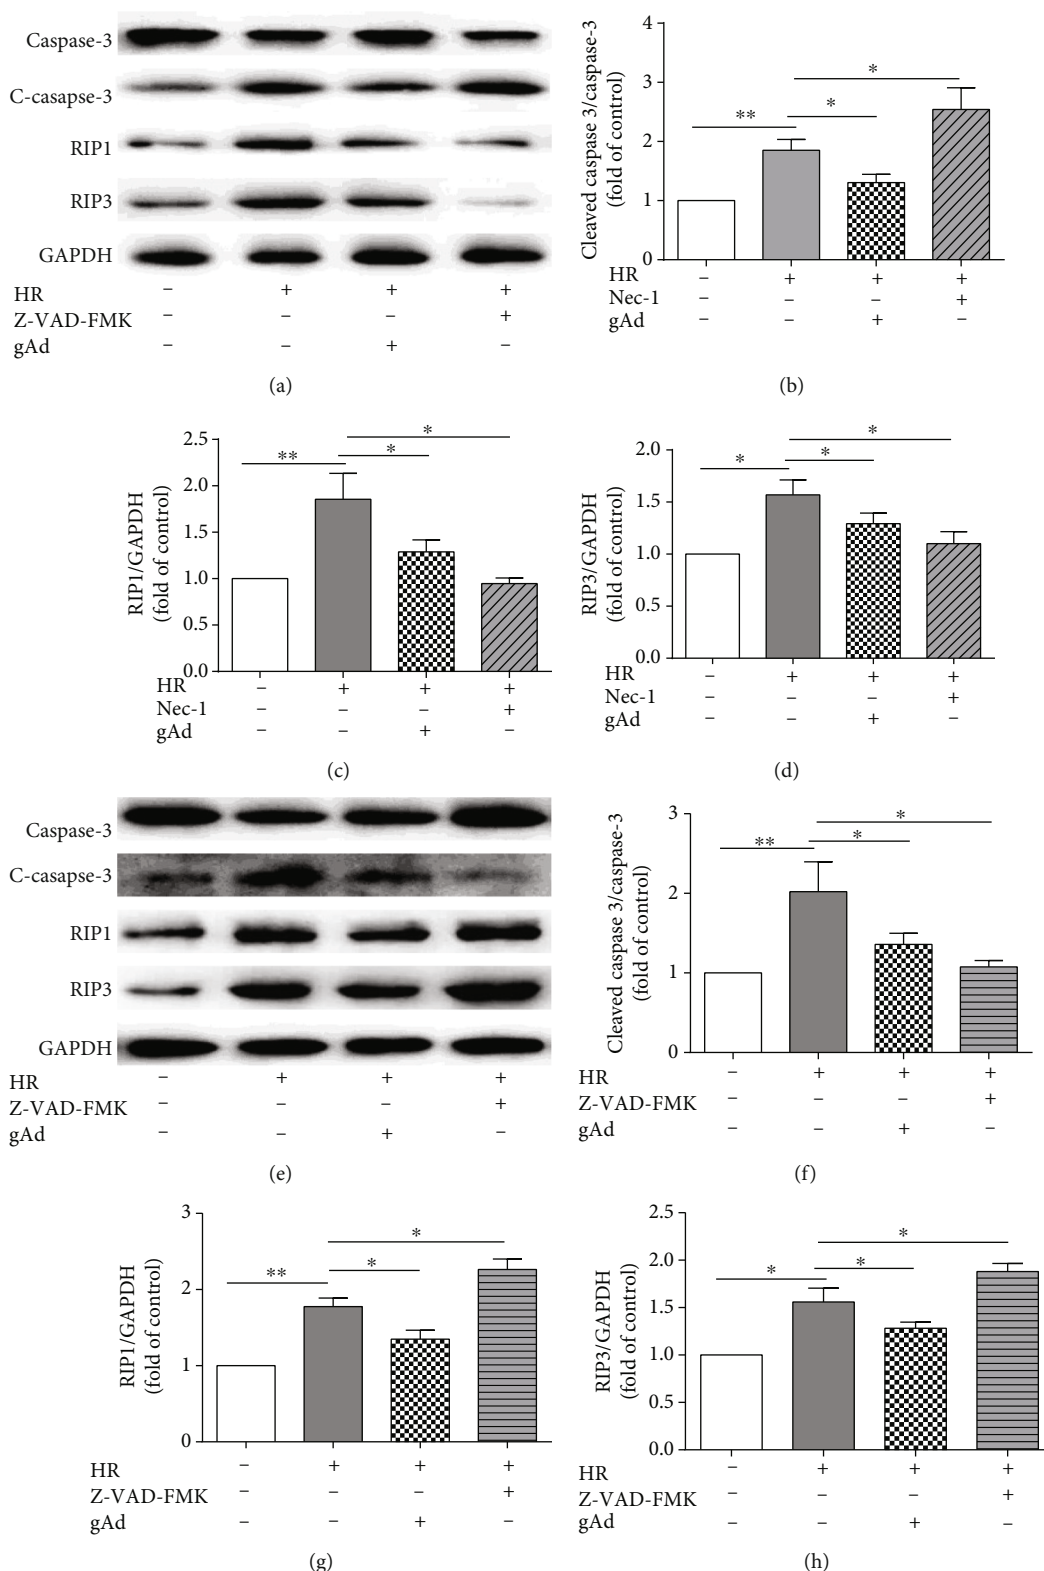 Caspase-3
C-casapse-3
RIP1
RIP3
GAPDH
HR – + + +
Z-VAD-FMK – – – +
gAd – – + –
(a)
Cleaved caspase 3/caspase-3
(fold of control)
4
3
2
1
0
** * *
HR – + + +
Nec-1 – – – +
gAd – – + –
(b)
RIP1/GAPDH
(fold of control)
2.5
2.0
1.5
1.0
0.5
0.0
** * *
HR – + + +
Nec-1 – – – +
gAd – – + –
(c)
RIP3/GAPDH
(fold of control)
2.0
1.5
1.0
0.5
0.0
* * *
HR – + + +
Nec-1 – – – +
gAd – – + –
(d)
Caspase-3
C-casapse-3
RIP1
RIP3
GAPDH
HR – + + +
Z-VAD-FMK – – – +
gAd – – + –
(e)
Cleaved caspase 3/caspase-3
(fold of control)
3
2
1
0
** * *
HR – + + +
Z-VAD-FMK – – – +
gAd – – + –
(f)
RIP1/GAPDH
(fold of control)
3
2
1
0
** * *
HR – + + +
Z-VAD-FMK – – – +
gAd – – + –
(g)
RIP3/GAPDH
(fold of control)
2.5
2.0
1.5
1.0
0.5
0.0
* * *
HR – + + +
Z-VAD-FMK – – – +
gAd – – + –
(h)